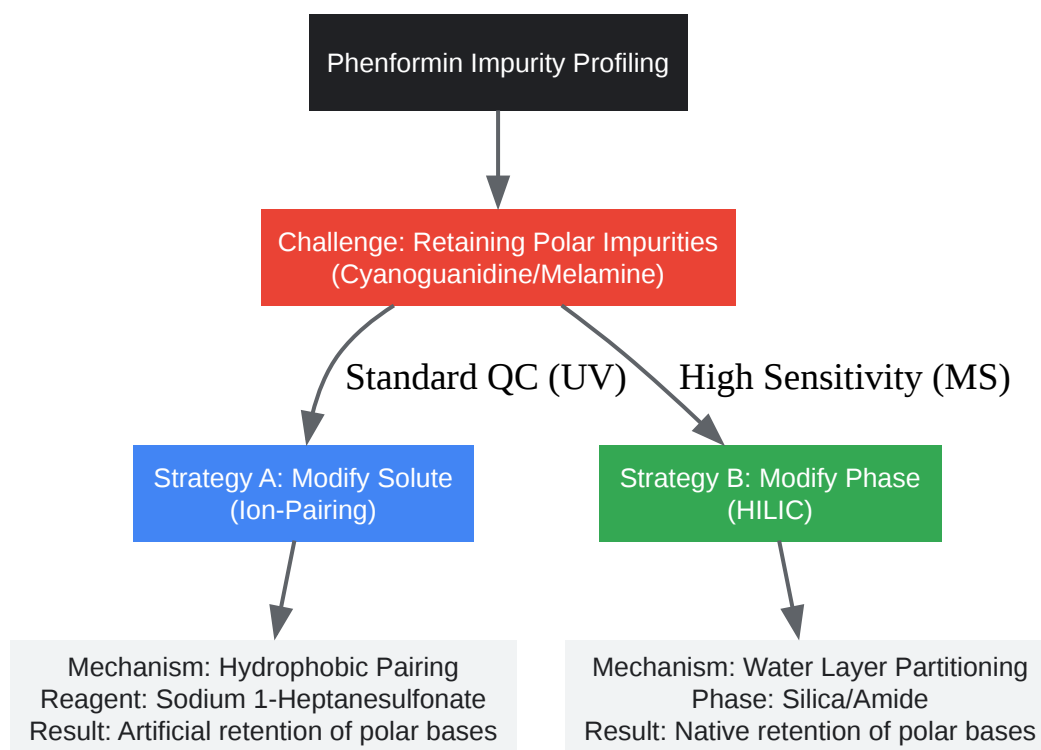 Phenformin Impurity Profiling
Challenge: Retaining Polar Impurities
(Cyanoguanidine/Melamine)
Standard QC (UV)
High Sensitivity (MS)
Strategy A: Modify Solute
(Ion-Pairing)
Strategy B: Modify Phase
(HILIC)
Mechanism: Hydrophobic Pairing
Reagent: Sodium 1-Heptanesulfonate
Result: Artificial retention of polar bases
Mechanism: Water Layer Partitioning
Phase: Silica/Amide
Result: Native retention of polar bases